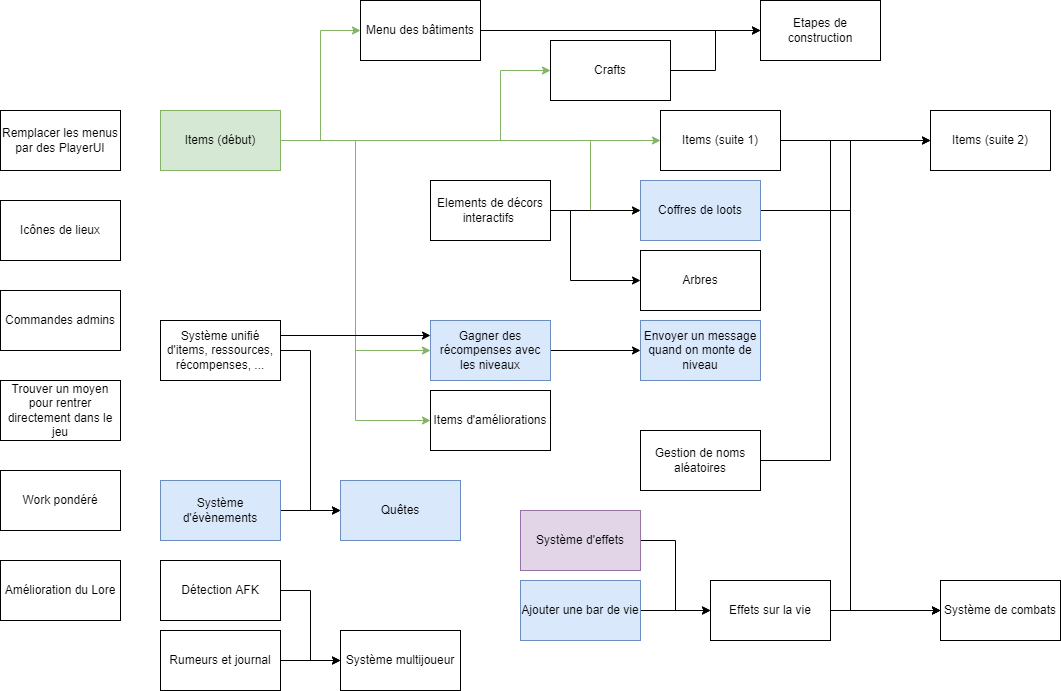 Menu des bâtiments
Etapes de
construction
Crafts
Remplacer les menus
par des PlayerUI
Items (début)
Items (suite 1)
Items (suite 2)
Elements de décors
interactifs
Coffres de loots
Icônes de lieux
Arbres
Commandes admins
Système unifié
d'items, ressources,
récompenses, ...
Gagner des
récompenses avec
les niveaux
Envoyer un message
quand on monte de
niveau
Trouver un moyen
pour rentrer
directement dans le
jeu
Items d'améliorations
Gestion de noms
aléatoires
Work pondéré
Système
d'évènements
Quêtes
Système d'effets
Amélioration du Lore
Détection AFK
Ajouter une bar de vie
Effets sur la vie
Système de combats
Rumeurs et journal
Système multijoueur